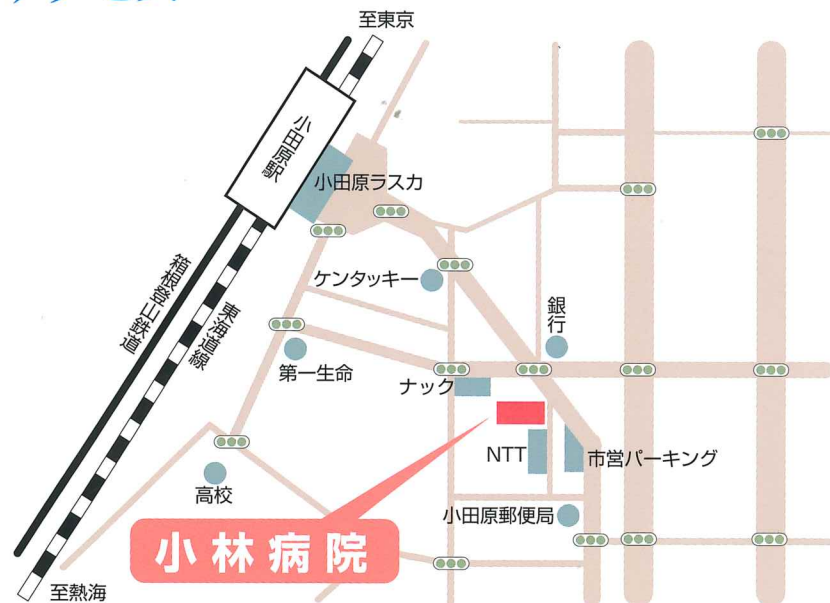 至東京
小田原駅
小田原ラスカ
箱根登山鉄道
東海道線
ケンタッキー
銀行
第一生命
ナック
NTT
市営パーキング
高校
小田原郵便局
小林病院
至熱海